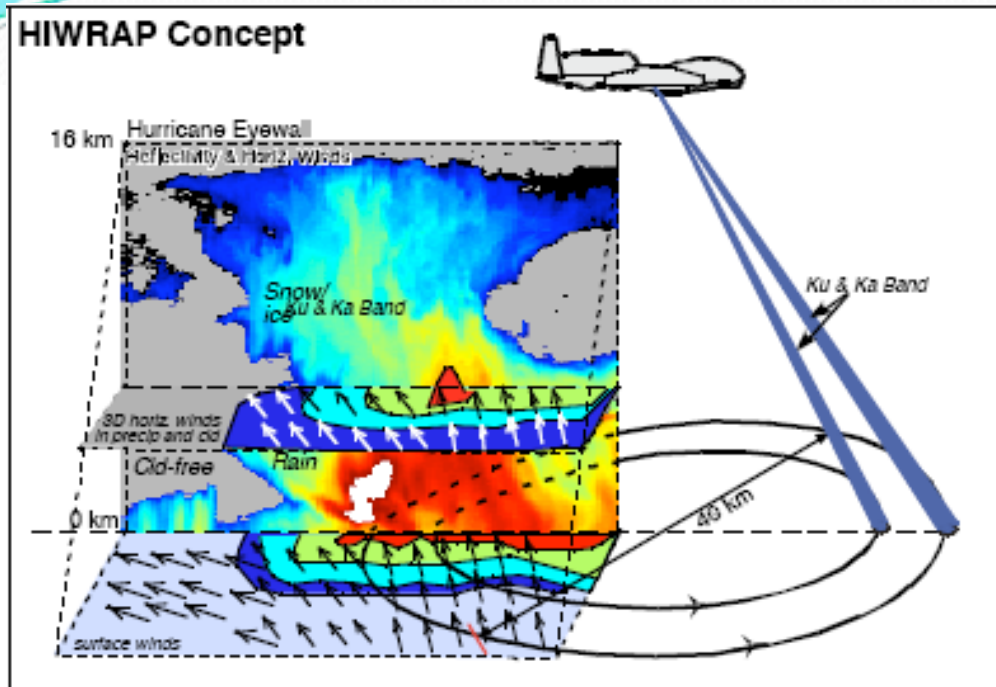 HIWRAP Concept
16 km
Hurricane Eyewall
Reflectivity & Horiz. Winds
Snow/
ice
Ku & Ka Band
Ku & Ka Band
3D horiz. winds
in precip and cld
Cld-free
Rain
0 km
40 km
surface winds